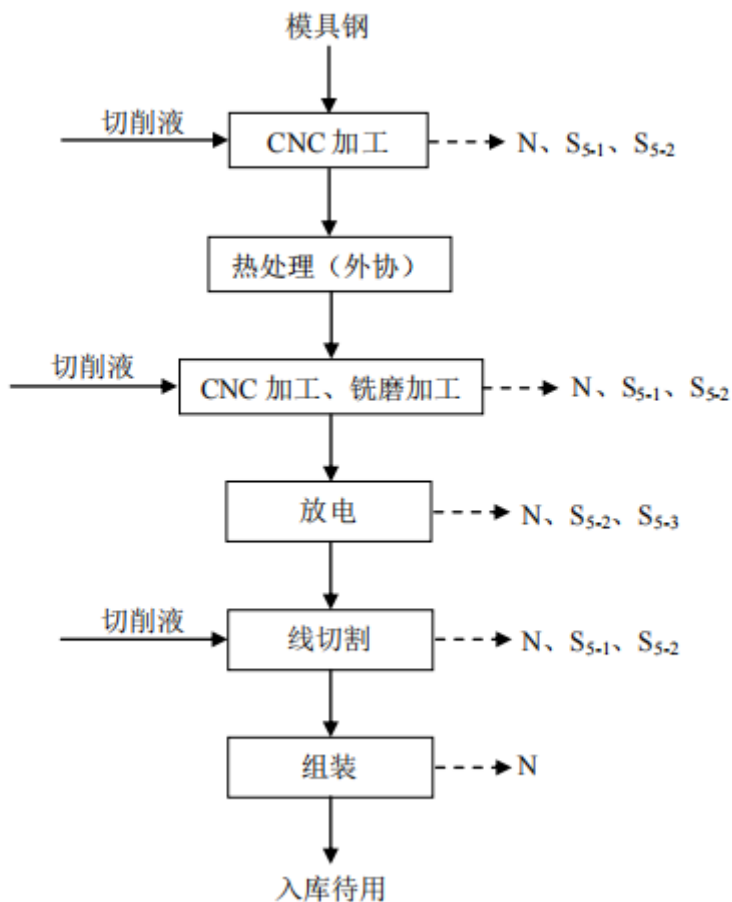 模具钢
切削液
CNC 加工
N、S5-1、S5-2
热处理（外协）
切削液
CNC 加工、铣磨加工
N、S5-1、S5-2
放电
N、S5-2、S5-3
切削液
线切割
N、S5-1、S5-2
组装
N
入库待用